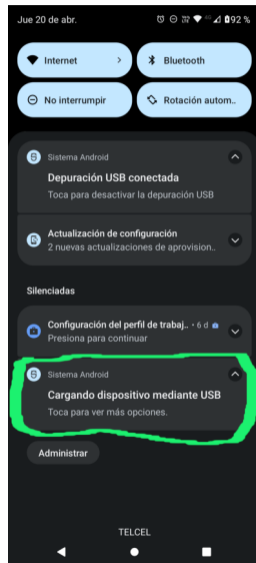 Jue 20 de abr.
92 %
Internet
Bluetooth
No interrumpir
Rotación autom..
Sistema Android
Depuración USB conectada
Toca para desactivar la depuración USB
Actualización de configuración
2 nuevas actualizaciones de aprovision..
Silenciadas
Configuración del perfil de trabaj.. • 6 d
Presiona para continuar
Sistema Android
Cargando dispositivo mediante USB
Toca para ver más opciones.
Administrar
TELCEL